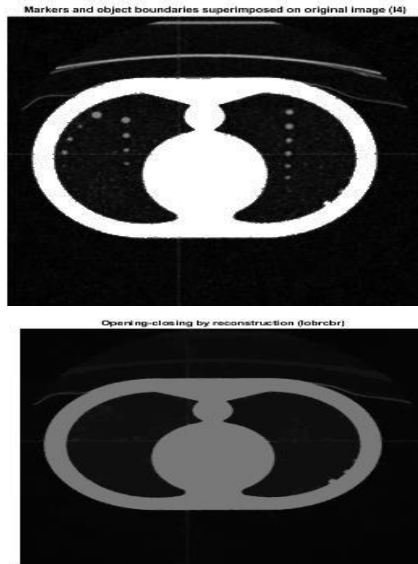 Markers and object boundaries superimposed on original image (I4)
Opening-closing by reconstruction (Iobrcbr)